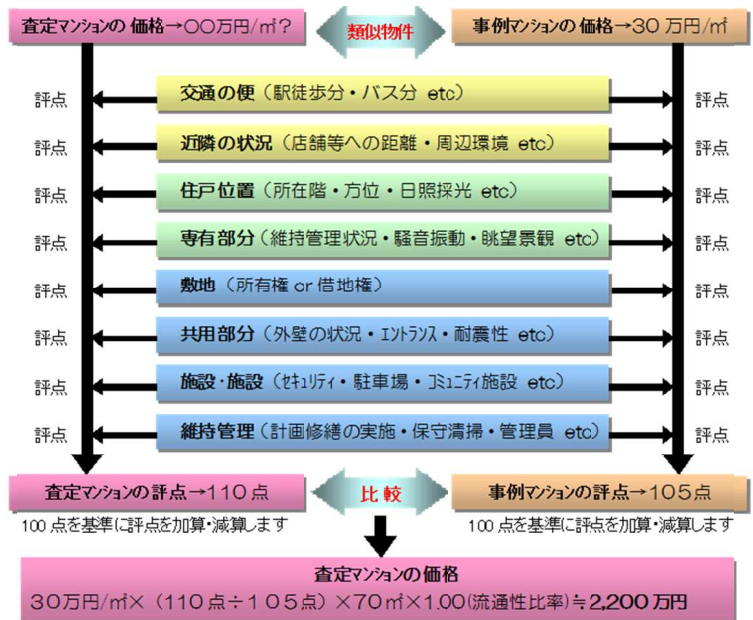 査定マンションの価格→〇〇万円/㎡?
類似物件
事例マンションの価格→30万円/㎡
評点
交通の便(駅徒歩分・バス分 etc)
評点
評点
近隣の状況(店舗等への距離・周辺環境 etc)
評点
評点
住戸位置(所在階・方位・日照採光 etc)
評点
評点
専有部分(維持管理状況・騒音振動・眺望景観 etc)
評点
評点
敷地(所有権 or 借地権)
評点
評点
共用部分(外壁の状況・エントランス・耐震性 etc)
評点
評点
施設・施設(セキュリティ・駐車場・コミュニティ施設 etc)
評点
評点
維持管理(計画修繕の実施・保守清掃・管理員 etc)
評点
査定マンションの評点→110点
比較
事例マンションの評点→105点
100点を基準に評点を加算・減算します
100点を基準に評点を加算・減算します
査定マンションの価格
30万円/㎡×(110点÷105点)×70㎡×1.00(流通性比率)≒2,200万円